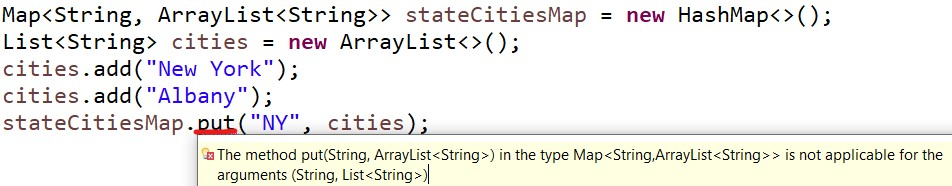 Map<String, ArrayList<String>> stateCitiesMap = new HashMap<>();
List<String> cities = new ArrayList<>();
cities.add("New York");
cities.add("Albany");
stateCitiesMap.put("NY", cities);
The method put(String, ArrayList<String>) in the type Map<String,ArrayList<String>> is not applicable for the
arguments (String, List<String>)